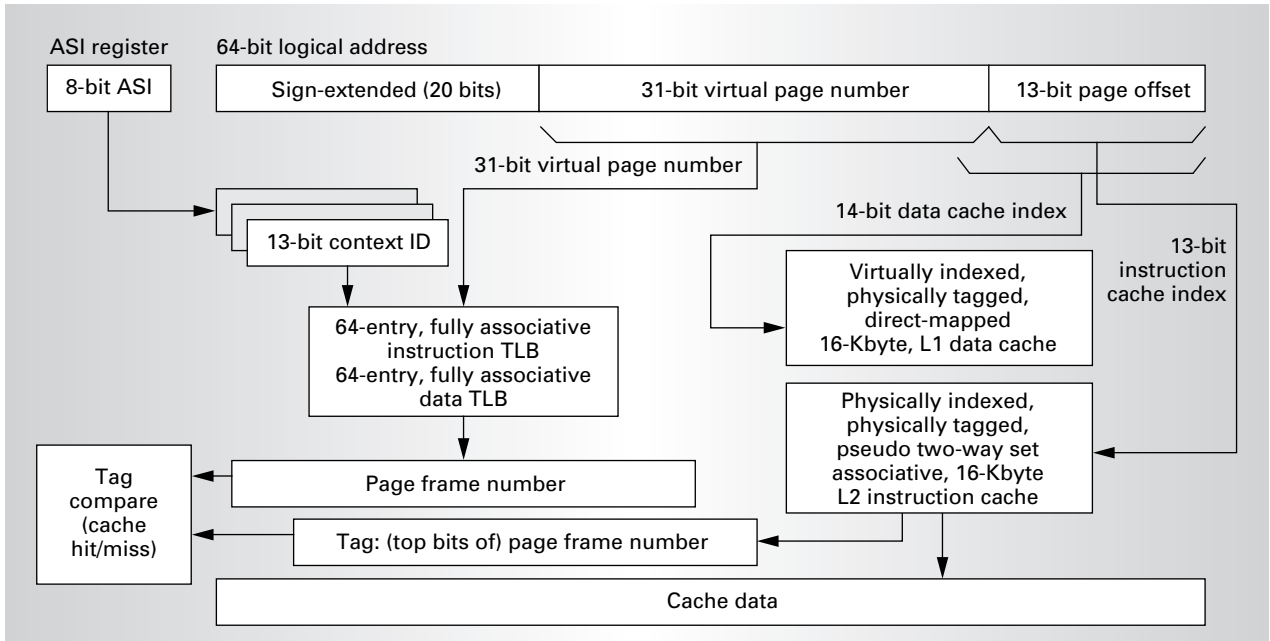 ASI register
64-bit logical address
8-bit ASI
Sign-extended (20 bits)
31-bit virtual page number
13-bit page offset
31-bit virtual page number
14-bit data cache index
13-bit
instruction
cache index
13-bit context ID
Virtually indexed,
physically tagged,
direct-mapped
16-Kbyte, L1 data cache
64-entry, fully associative
instruction TLB
64-entry, fully associative
data TLB
Physically indexed,
physically tagged,
pseudo two-way set
associative, 16-Kbyte
L2 instruction cache
Tag
compare
(cache
hit/miss)
Page frame number
Tag: (top bits of) page frame number
Cache data